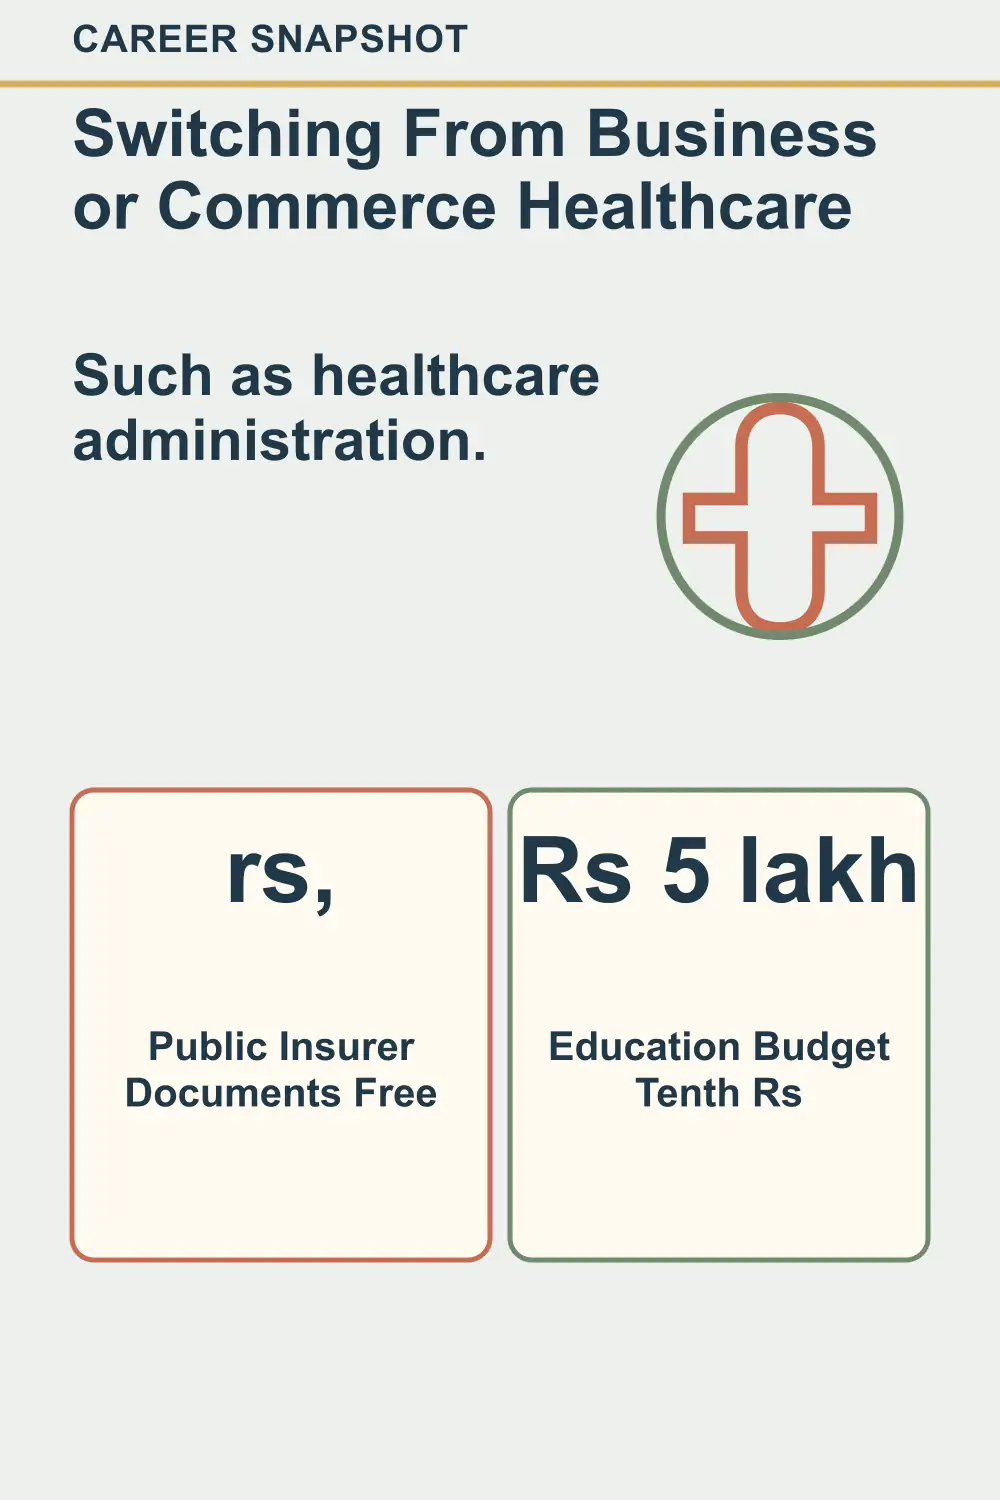 CAREER SNAPSHOT
Switching From Business
or Commerce Healthcare
Such as healthcare
administration.
rs,
Public Insurer
Documents Free
Rs 5 lakh
Education Budget
Tenth Rs